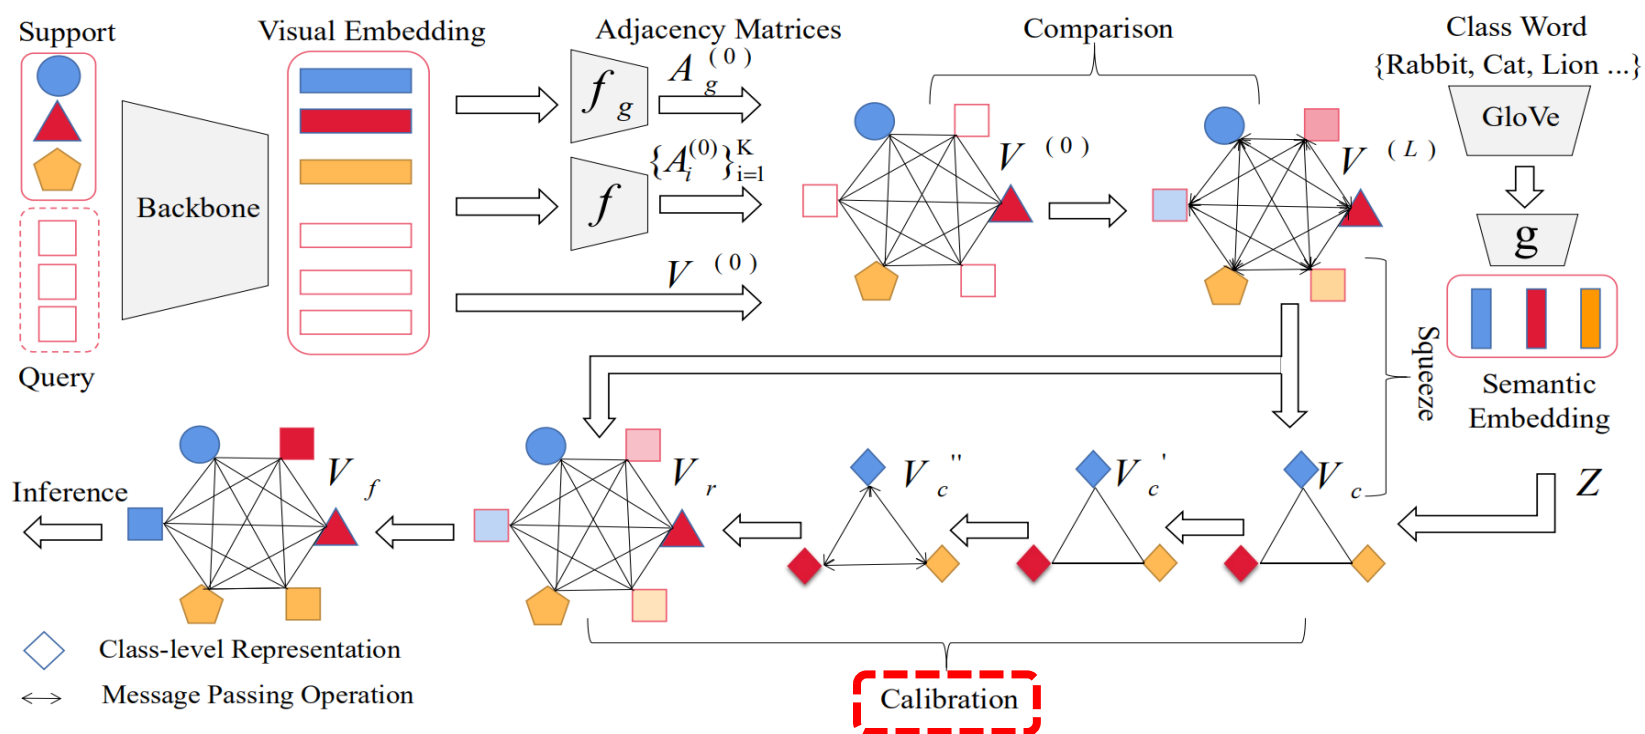 Support
Visual Embedding
Adjacency Matrices
Comparison
Class Word
{Rabbit, Cat, Lion ...}
f g
A g (0)
GloVe
{A i (0)} K i=1
V (0)
V (L)
Backbone
f
g
V (0)
Query
Squeeze
Semantic
Embedding
Inference
V f
V r
V c ''
V c '
V c
Z
Class-level Representation
Message Passing Operation
Calibration